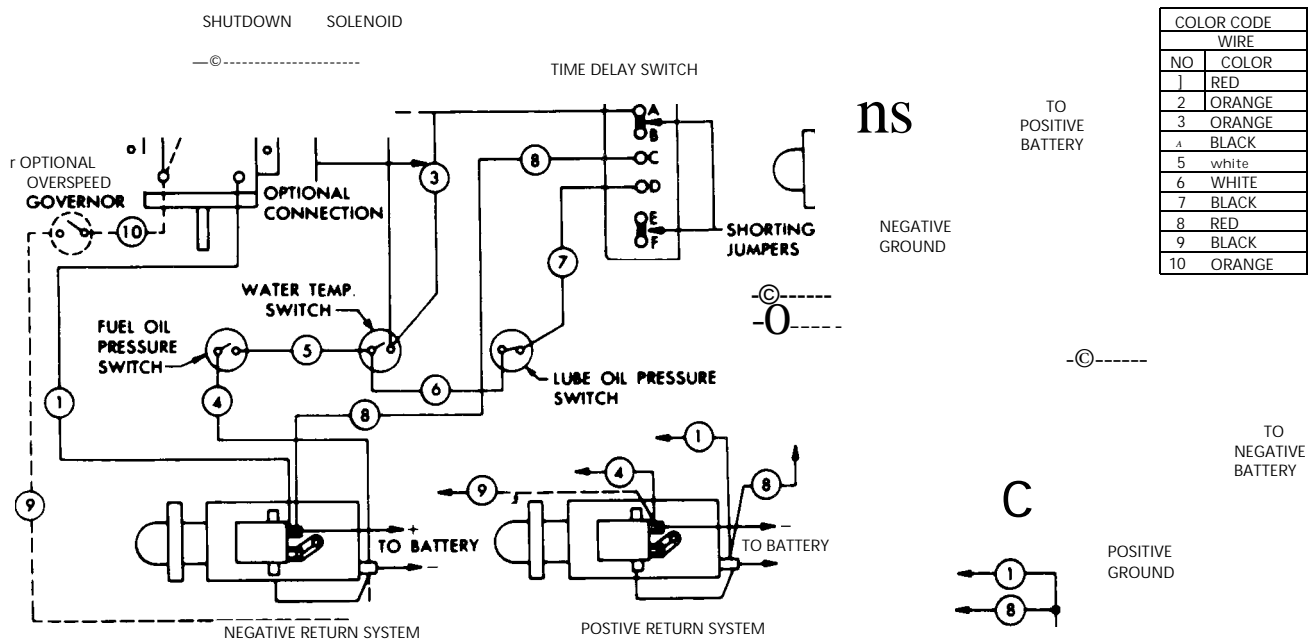 SHUTDOWN SOLENOID
—©----------------------
TIME DELAY SWITCH
COLOR CODE
WIRE
NO COLOR
] RED
2 ORANGE
3 ORANGE
A BLACK
5 white
6 WHITE
7 BLACK
8 RED
9 BLACK
10 ORANGE
ns
TO
POSITIVE
BATTERY
A
B
C
D
E
F
8
3
r OPTIONAL
OVERSPEED
GOVERNOR
10
OPTIONAL
CONNECTION
SHORTING
JUMPERS
NEGATIVE
GROUND
7
WATER TEMP.
SWITCH
-©------
-O-----
FUEL OIL
PRESSURE
SWITCH
5
6
LUBE OIL PRESSURE
SWITCH
-©------
1
4
8
1
4
8
9
9
TO
NEGATIVE
BATTERY
C
+
TO BATTERY
-
-
TO BATTERY
POSITIVE
GROUND
1
8
NEGATIVE RETURN SYSTEM
POSTIVE RETURN SYSTEM